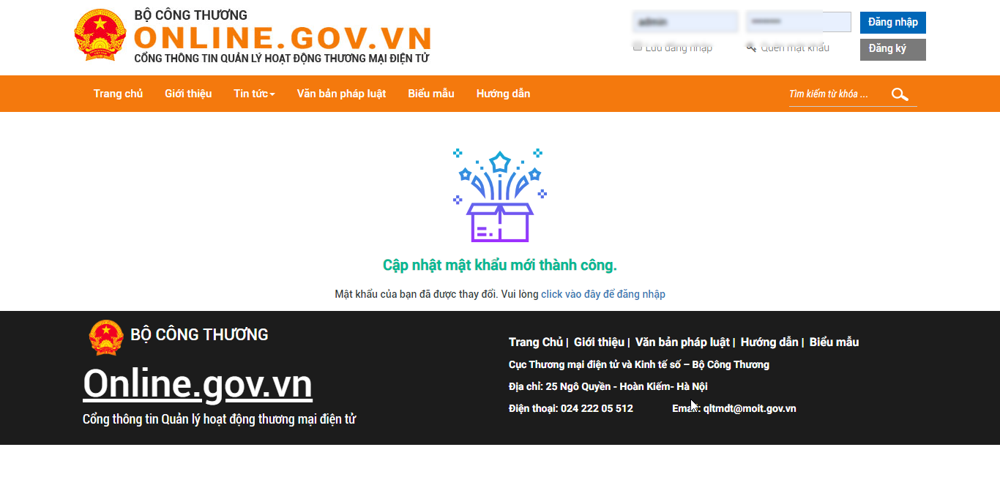 BỘ CÔNG THƯƠNG
ONLINE.GOV.VN
CỔNG THÔNG TIN QUẢN LÝ HOẠT ĐỘNG THƯƠNG MẠI ĐIỆN TỬ
admin
Đăng nhập
Lưu đăng nhập Quên mật khẩu
Đăng ký
Trang chủ Giới thiệu Tin tức Văn bản pháp luật Biểu mẫu Hướng dẫn Tìm kiếm từ khóa ...
Cập nhật mật khẩu mới thành công.
Mật khẩu của bạn đã được thay đổi. Vui lòng click vào đây để đăng nhập
BỘ CÔNG THƯƠNG
Online.gov.vn
Cổng thông tin Quản lý hoạt động thương mại điện tử
Trang Chủ | Giới thiệu | Văn bản pháp luật | Hướng dẫn | Biểu mẫu
Cục Thương mại điện tử và Kinh tế số – Bộ Công Thương
Địa chỉ: 25 Ngô Quyền - Hoàn Kiếm- Hà Nội
Điện thoại: 024 222 05 512 Email: qltmdt@moit.gov.vn